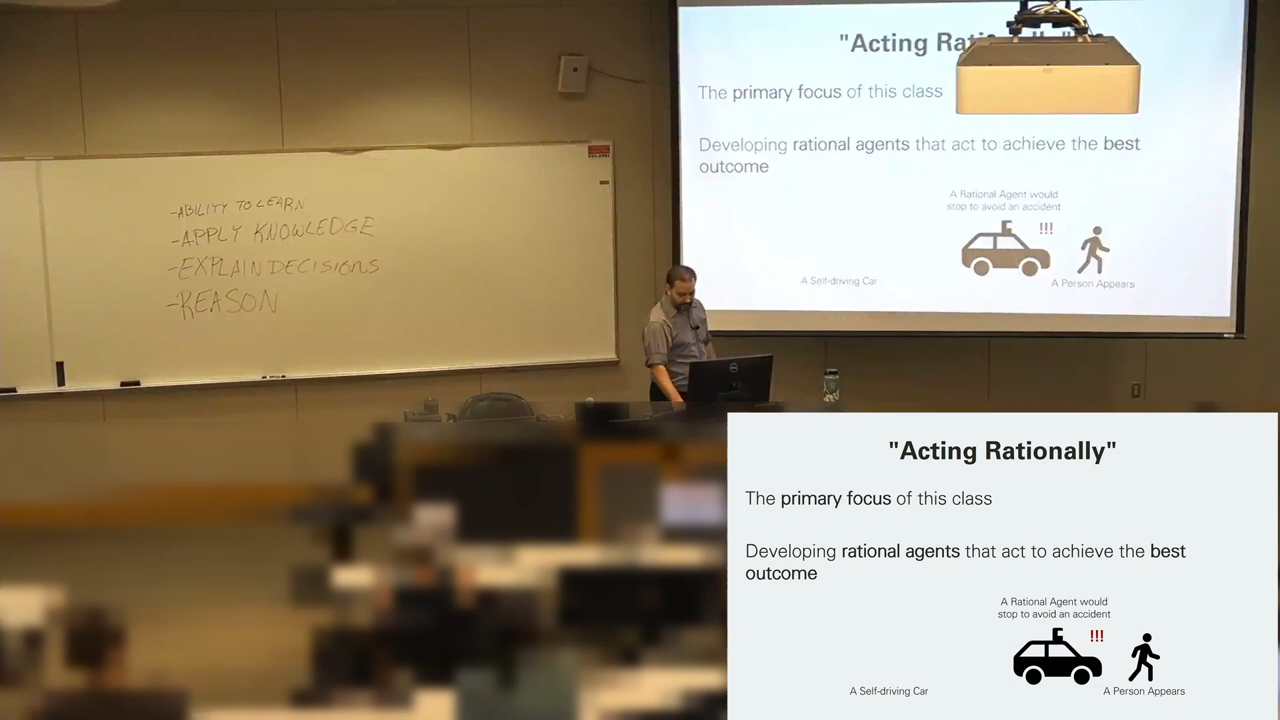 -ABILITY TO LEARN
-APPLY KNOWLEDGE
-EXPLAIN DECISIONS
-REASON
The primary focus of this class
Developing rational agents that act to achieve the best
outcome
A Rational Agent would
stop to avoid an accident
!!!
A Self-driving Car
A Person Appears
DELL
"Acting Rationally"
The primary focus of this class
Developing rational agents that act to achieve the best
outcome
A Rational Agent would
stop to avoid an accident
!!!
A Self-driving Car
A Person Appears